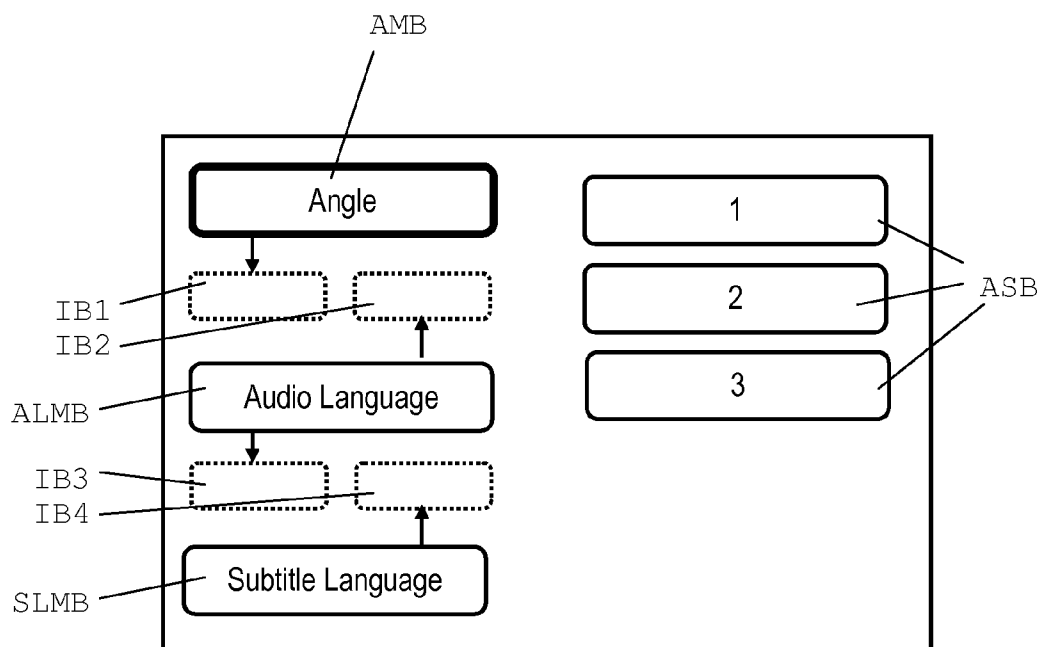 AMB
Angle
1
IB1
IB2
2
ASB
ALMB
Audio Language
3
IB3
IB4
SLMB
Subtitle Language